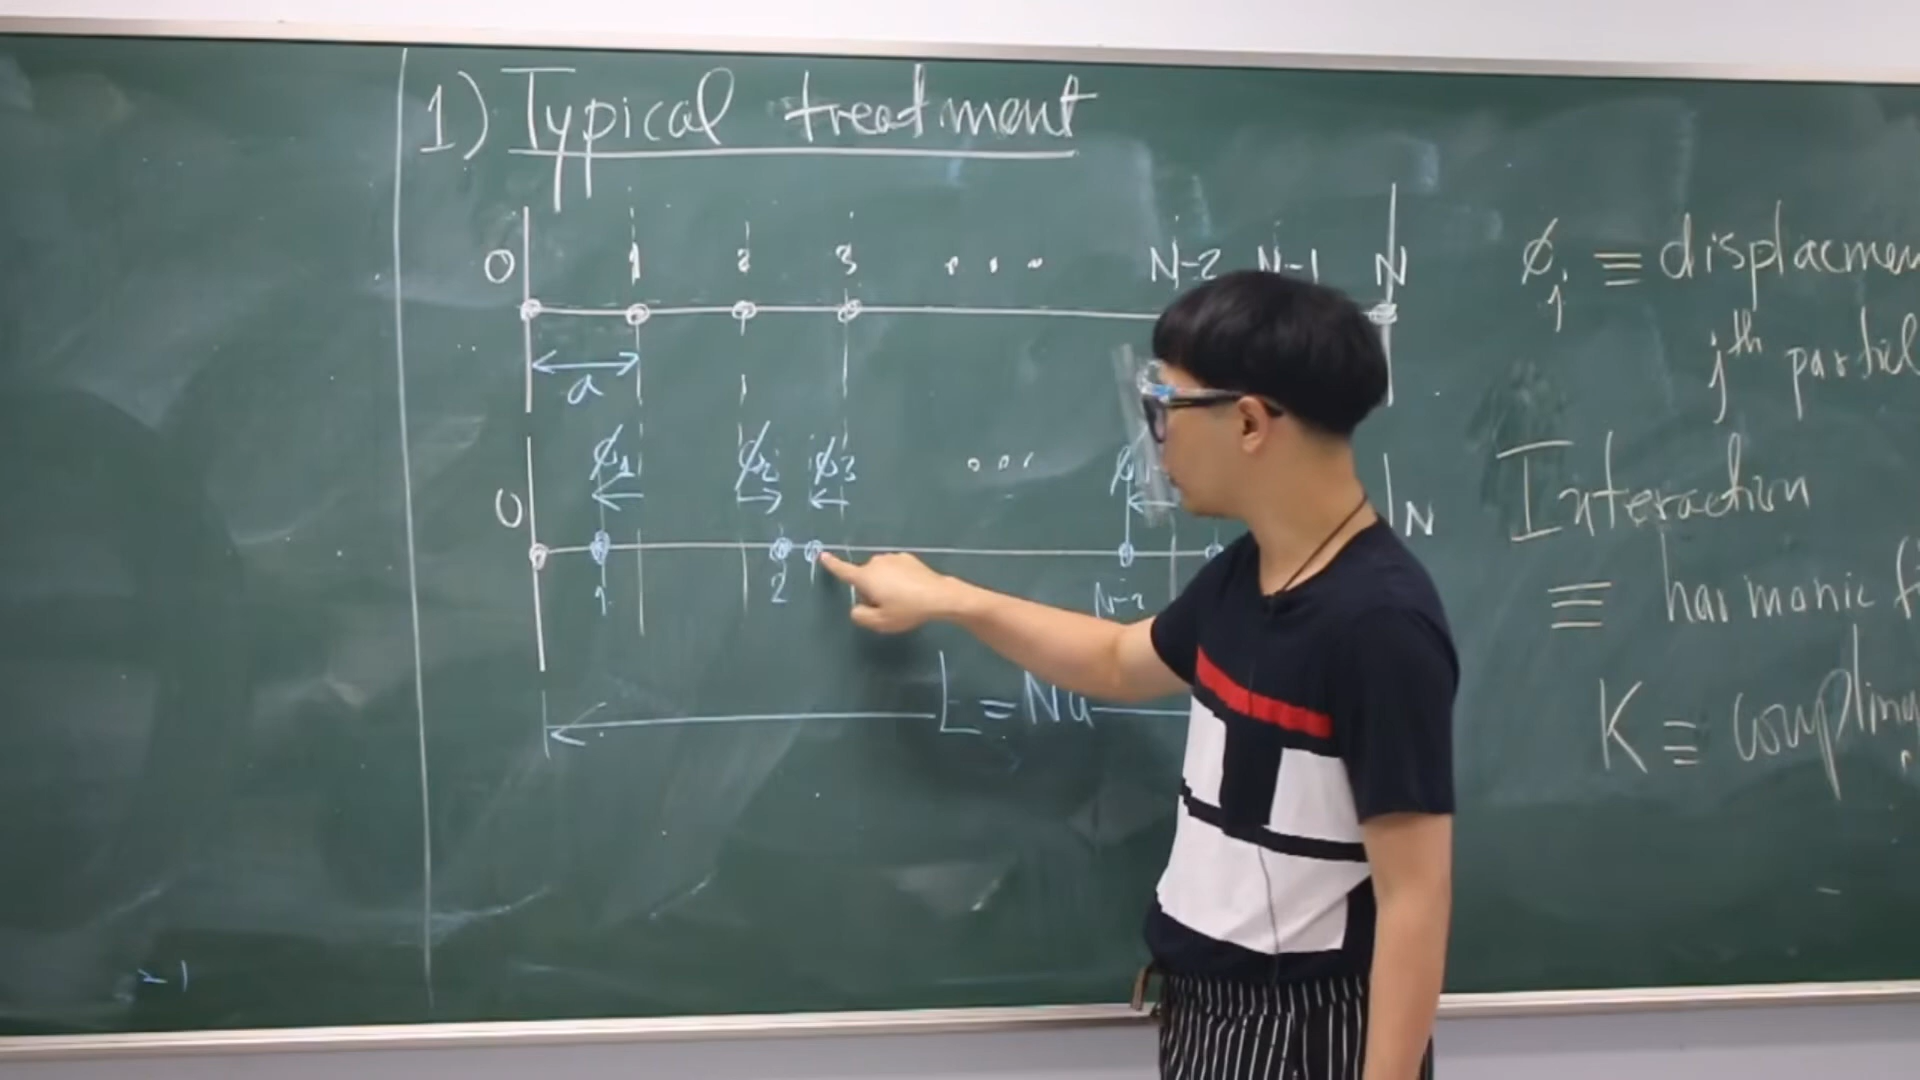 1) Typical treatment
0 1 2 3 ... N-2 N-1 N
a
ϕ1 ϕ2 ϕ3 ... ϕ
0 N
1 2
L = Na
ϕj ≡ displacmen
jth particl
Interaction
≡ harmonic f
K ≡ coupling